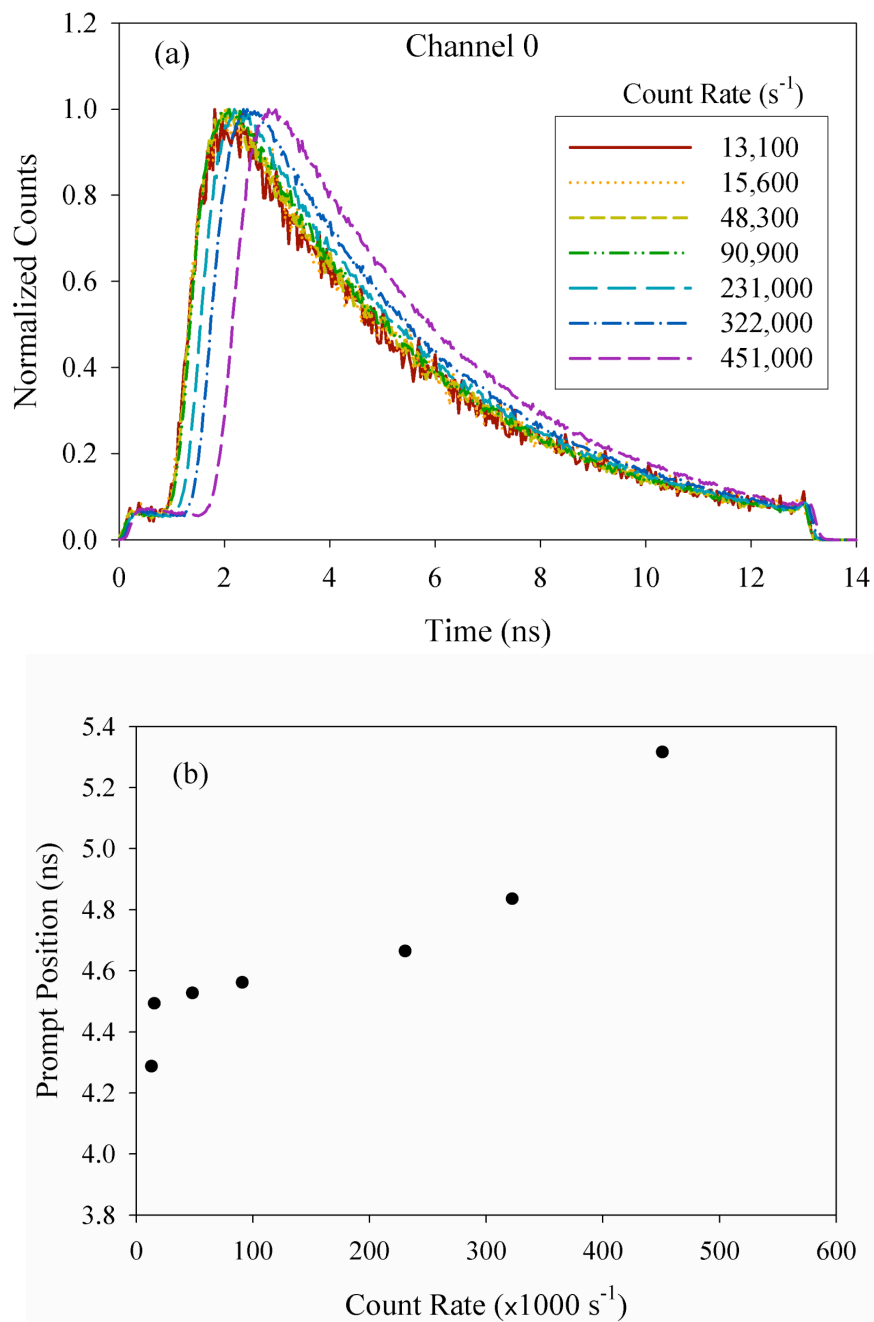 (a)
Channel 0
Normalized Counts
1.2
1.0
0.8
0.6
0.4
0.2
0.0
Count Rate (s⁻¹)
13,100
15,600
48,300
90,900
231,000
322,000
451,000
0 2 4 6 8 10 12 14
Time (ns)
(b)
Prompt Position (ns)
5.4
5.2
5.0
4.8
4.6
4.4
4.2
4.0
3.8
0 100 200 300 400 500 600
Count Rate (×1000 s⁻¹)